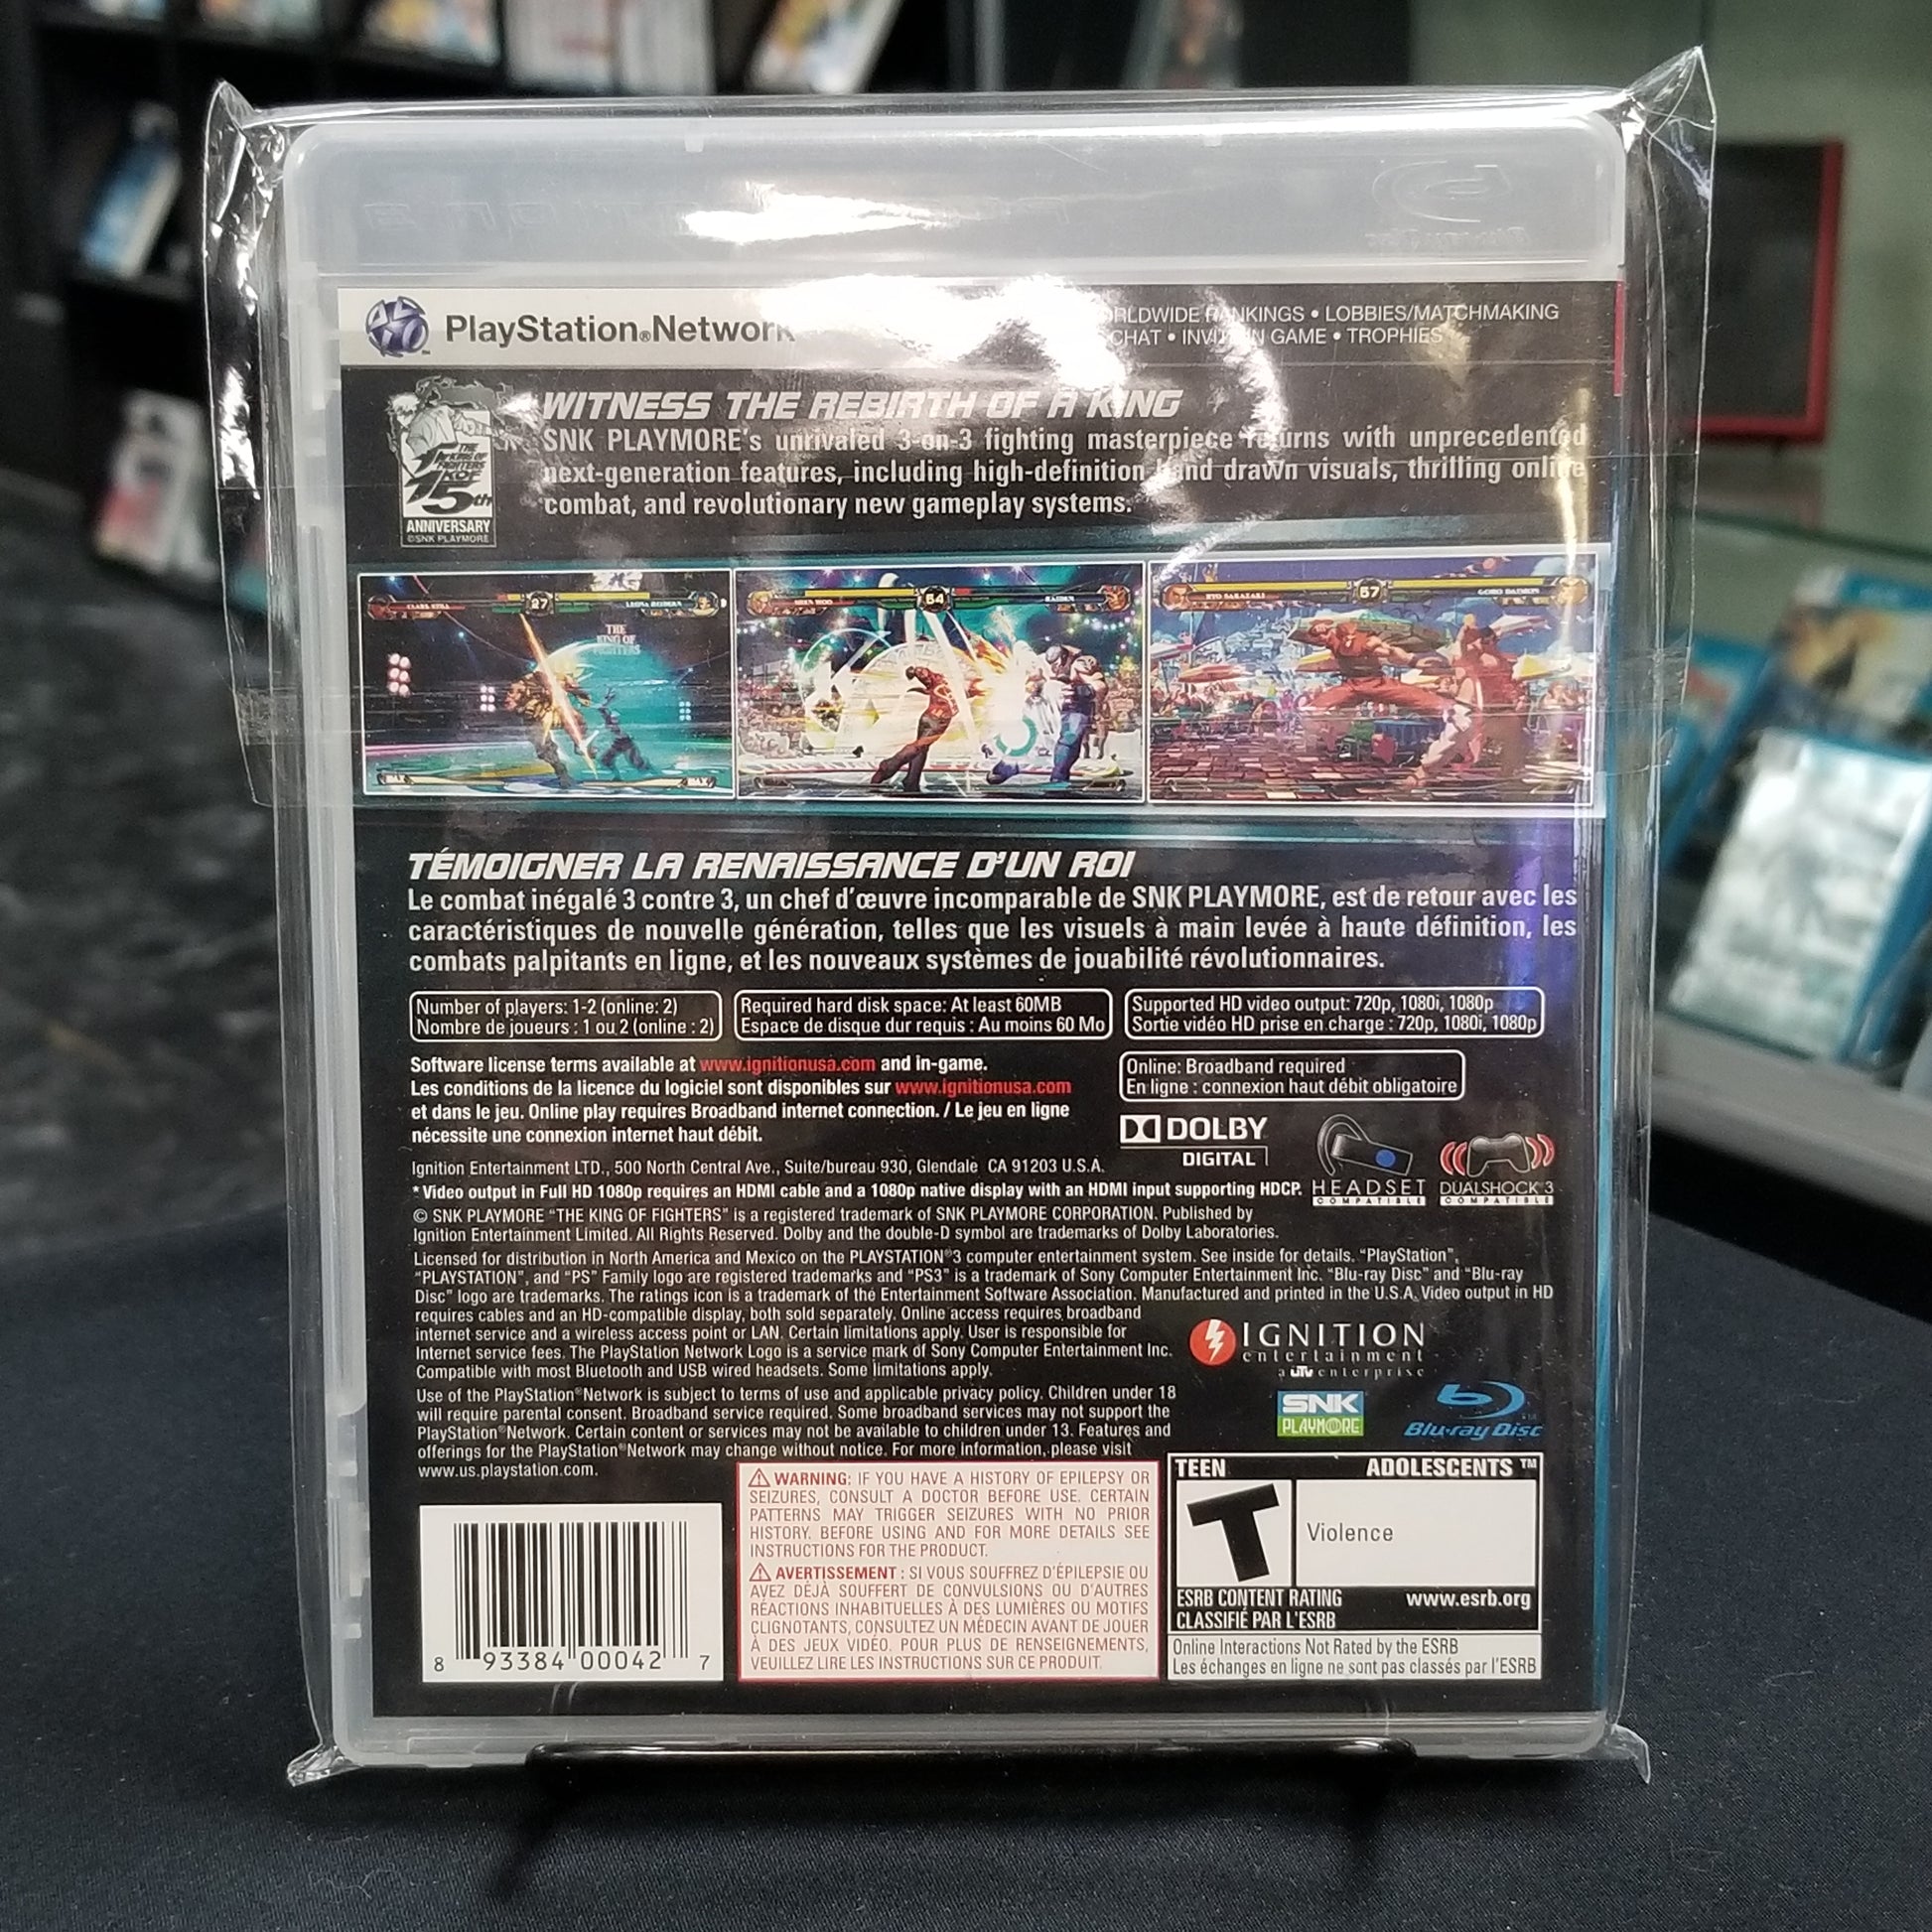 PlayStation®Network
RANKINGS • LOBBIES/MATCHMAKING
CHAT • IN GAME • TROPHIES
WITNESS THE REBIRTH OF A KING
SNK PLAYMORE's unrivaled 3-on-3 fighting masterpiece returns with unprecedented
next-generation features, including high-definition hand drawn visuals, thrilling online
combat, and revolutionary new gameplay systems.
THE KING OF
FIGHTERS
KOF
15th
ANNIVERSARY
©SNK PLAYMORE
27
64
57
RYO SAKAZAKI
GORO DAIMON
RAIDEN
THE
KING OF
FIGHTERS
MAX
MAX
TÉMOIGNER LA RENAISSANCE D'UN ROI
Le combat inégalé 3 contre 3, un chef d'œuvre incomparable de SNK PLAYMORE, est de retour avec les
caractéristiques de nouvelle génération, telles que les visuels à main levée à haute définition, les
combats palpitants en ligne, et les nouveaux systèmes de jouabilité révolutionnaires.
Number of players: 1-2 (online: 2)
Nombre de joueurs : 1 ou 2 (online : 2)
Required hard disk space: At least 60MB
Espace de disque dur requis : Au moins 60 Mo
Supported HD video output: 720p, 1080i, 1080p
Sortie vidéo HD prise en charge : 720p, 1080i, 1080p
Software license terms available at www.ignitionusa.com and in-game.
Les conditions de la licence du logiciel sont disponibles sur www.ignitionusa.com
et dans le jeu. Online play requires Broadband internet connection. / Le jeu en ligne
nécessite une connexion internet haut débit.
Online: Broadband required
En ligne : connexion haut débit obligatoire
DOLBY
DIGITAL
HEADSET
COMPATIBLE
DUALSHOCK 3
COMPATIBLE
Ignition Entertainment LTD., 500 North Central Ave., Suite/bureau 930, Glendale CA 91203 U.S.A.
* Video output in Full HD 1080p requires an HDMI cable and a 1080p native display with an HDMI input supporting HDCP.
© SNK PLAYMORE “THE KING OF FIGHTERS” is a registered trademark of SNK PLAYMORE CORPORATION. Published by
Ignition Entertainment Limited. All Rights Reserved. Dolby and the double-D symbol are trademarks of Dolby Laboratories.
Licensed for distribution in North America and Mexico on the PLAYSTATION®3 computer entertainment system. See inside for details. “PlayStation”,
“PLAYSTATION”, and “PS” Family logo are registered trademarks and “PS3” is a trademark of Sony Computer Entertainment Inc. “Blu-ray Disc” and “Blu-ray
Disc” logo are trademarks. The ratings icon is a trademark of the Entertainment Software Association. Manufactured and printed in the U.S.A. Video output in HD
requires cables and an HD-compatible display, both sold separately. Online access requires broadband
internet service and a wireless access point or LAN. Certain limitations apply. User is responsible for
Internet service fees. The PlayStation Network Logo is a service mark of Sony Computer Entertainment Inc.
Compatible with most Bluetooth and USB wired headsets. Some limitations apply.
Use of the PlayStation®Network is subject to terms of use and applicable privacy policy. Children under 18
will require parental consent. Broadband service required. Some broadband services may not support the
PlayStation®Network. Certain content or services may not be available to children under 13. Features and
offerings for the PlayStation®Network may change without notice. For more information, please visit
www.us.playstation.com.
IGNITION
entertainment
a utv enterprise
SNK
PLAYMORE
Blu-ray Disc
8 93384 00042 7
WARNING: IF YOU HAVE A HISTORY OF EPILEPSY OR
SEIZURES, CONSULT A DOCTOR BEFORE USE. CERTAIN
PATTERNS MAY TRIGGER SEIZURES WITH NO PRIOR
HISTORY. BEFORE USING AND FOR MORE DETAILS SEE
INSTRUCTIONS FOR THE PRODUCT.
AVERTISSEMENT : SI VOUS SOUFFREZ D'ÉPILEPSIE OU
AVEZ DÉJÀ SOUFFERT DE CONVULSIONS OU D'AUTRES
RÉACTIONS INHABITUELLES À DES LUMIÈRES OU MOTIFS
CLIGNOTANTS, CONSULTEZ UN MÉDECIN AVANT DE JOUER
À DES JEUX VIDÉO. POUR PLUS DE RENSEIGNEMENTS,
VEUILLEZ LIRE LES INSTRUCTIONS SUR CE PRODUIT.
TEEN ADOLESCENTS ™
T
Violence
ESRB CONTENT RATING www.esrb.org
CLASSIFIÉ PAR L'ESRB
Online Interactions Not Rated by the ESRB
Les échanges en ligne ne sont pas classés par l'ESRB